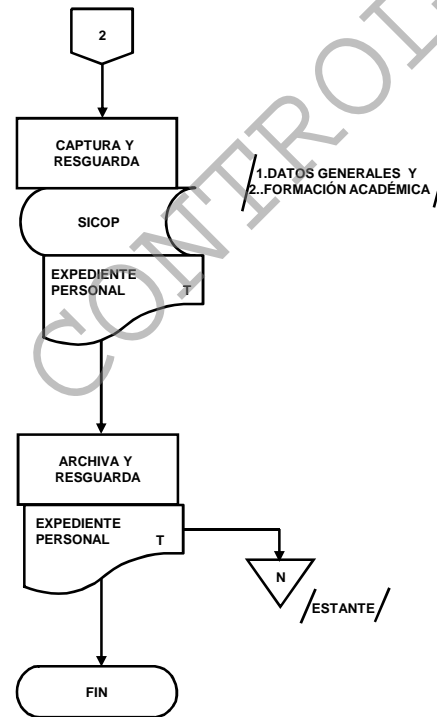 2
CAPTURA Y
RESGUARDA
1.DATOS GENERALES Y
2..FORMACIÓN ACADÉMICA
SICOP
EXPEDIENTE
PERSONAL T
ARCHIVA Y
RESGUARDA
EXPEDIENTE
PERSONAL T
N
ESTANTE
FIN
CONTROL